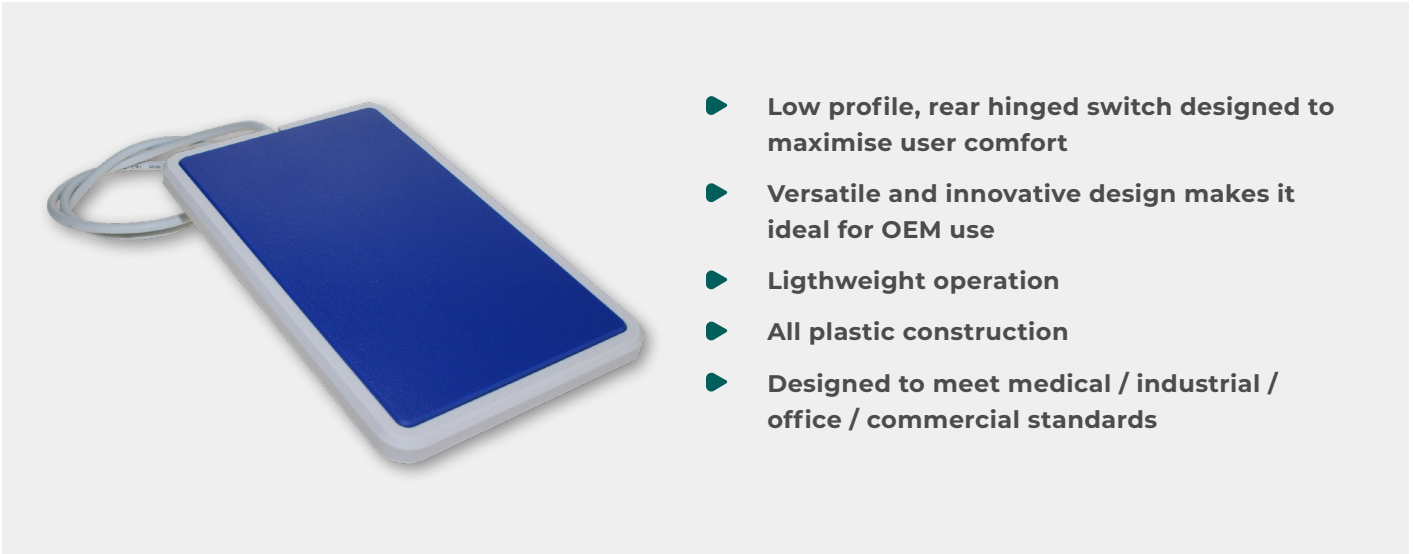 Low profile, rear hinged switch designed to
maximise user comfort
Versatile and innovative design makes it
ideal for OEM use
Ligthweight operation
All plastic construction
Designed to meet medical / industrial /
office / commercial standards